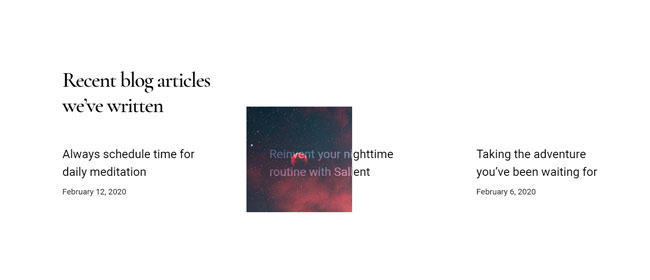 Recent blog articles
we've written
Always schedule time for
daily meditation
February 12, 2020
Reinvent your nighttime
routine with Salient
Taking the adventure
you've been waiting for
February 6, 2020